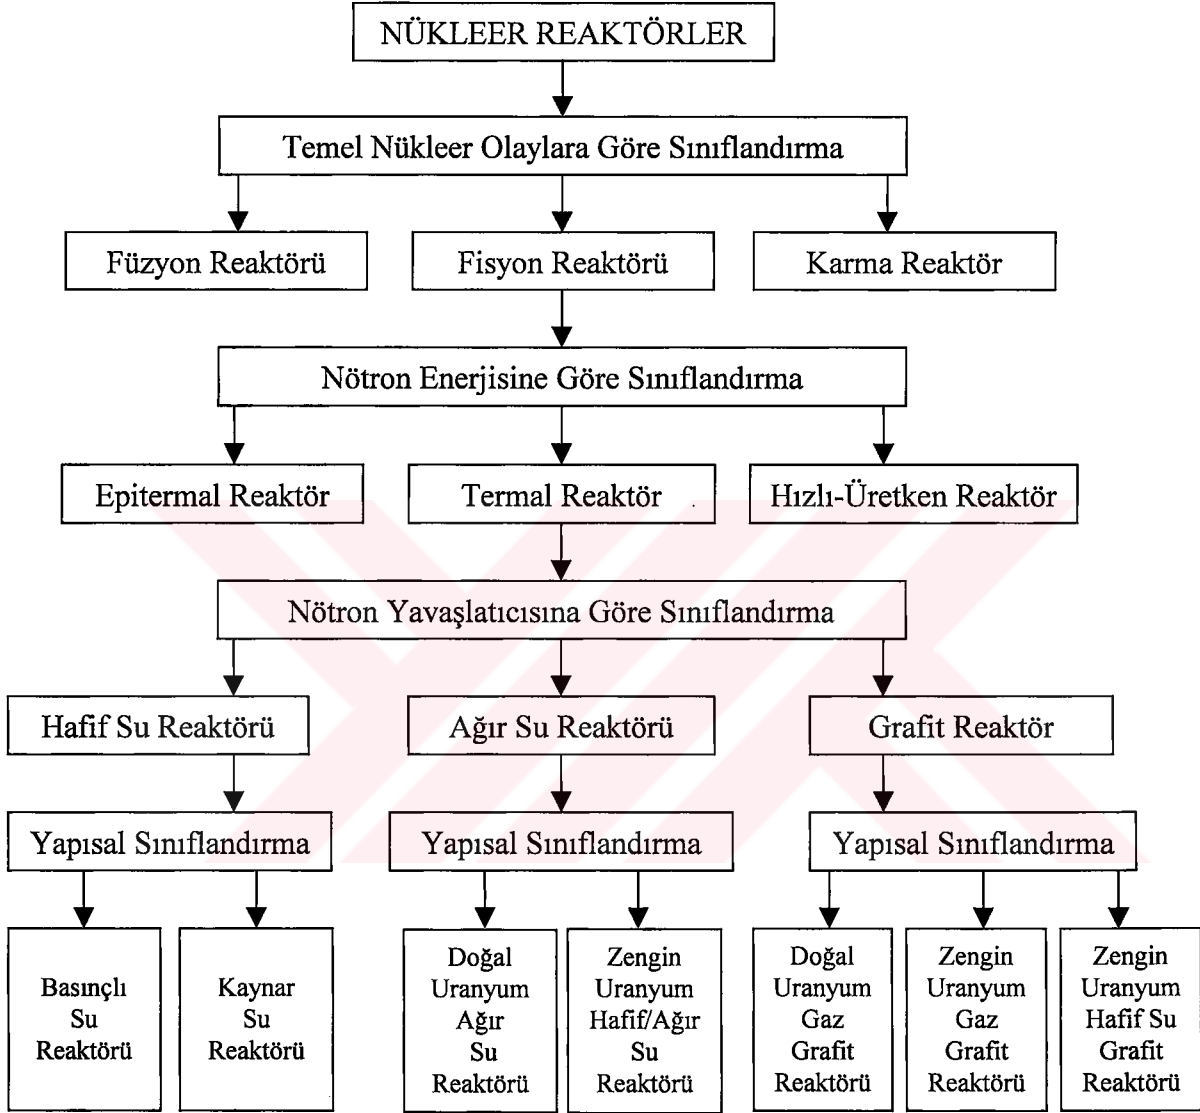 NÜKLEER REAKTÖRLER
Temel Nükleer Olaylara Göre Sınıflandırma
Füzyon Reaktörü
Fisyon Reaktörü
Karma Reaktör
Nötron Enerjisine Göre Sınıflandırma
Epitermal Reaktör
Termal Reaktör
Hızlı-Üretken Reaktör
Nötron Yavaşlatıcısına Göre Sınıflandırma
Hafif Su Reaktörü
Ağır Su Reaktörü
Grafit Reaktör
Yapısal Sınıflandırma
Yapısal Sınıflandırma
Yapısal Sınıflandırma
Basınçlı
Su
Reaktörü
Kaynar
Su
Reaktörü
Doğal
Uranyum
Ağır
Su
Reaktörü
Zengin
Uranyum
Hafif/Ağır
Su
Reaktörü
Doğal
Uranyum
Gaz
Grafit
Reaktörü
Zengin
Uranyum
Gaz
Grafit
Reaktörü
Zengin
Uranyum
Hafif Su
Grafit
Reaktörü